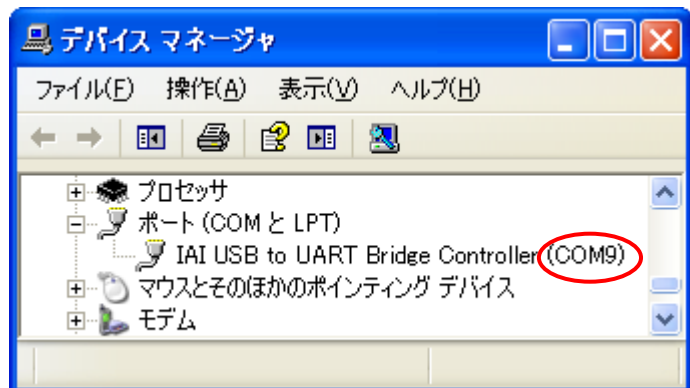 デバイス マネージャ
ファイル(F) 操作(A) 表示(V) ヘルプ(H)
プロセッサ
ポート (COM と LPT)
IAI USB to UART Bridge Controller (COM9)
マウスとそのほかのポインティング デバイス
モデム